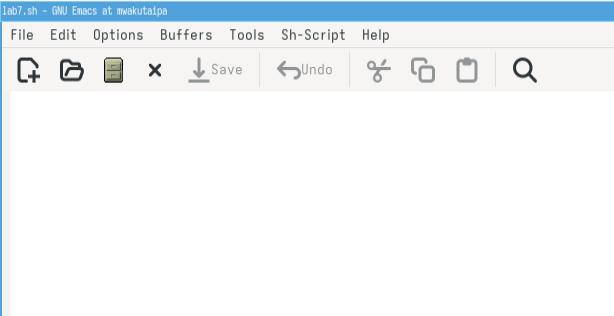 lab7.sh - GNU Emacs at mwakutaipa
File Edit Options Buffers Tools Sh-Script Help
Save Undo